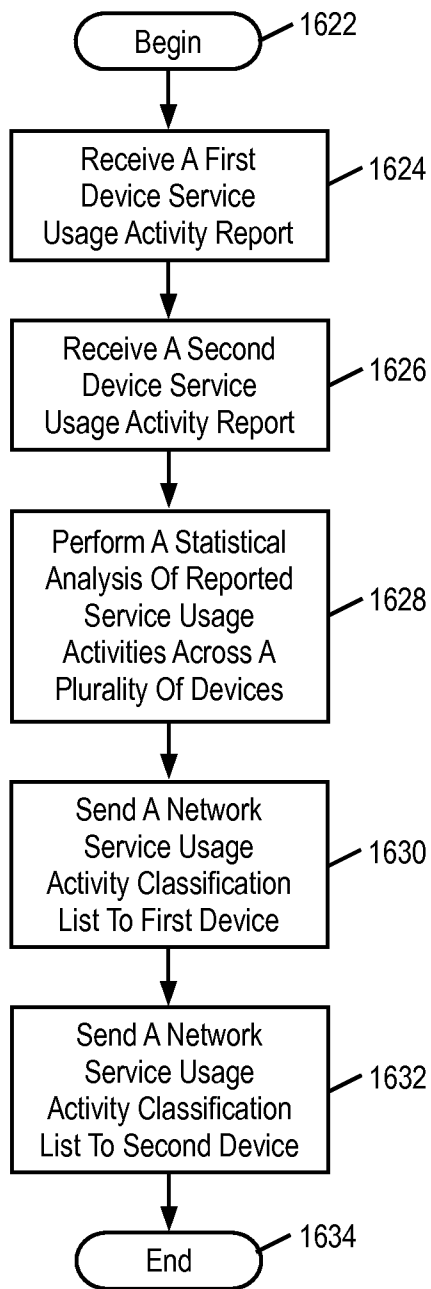 Begin
1622
Receive A First
Device Service
Usage Activity Report
1624
Receive A Second
Device Service
Usage Activity Report
1626
Perform A Statistical
Analysis Of Reported
Service Usage
Activities Across A
Plurality Of Devices
1628
Send A Network
Service Usage
Activity Classification
List To First Device
1630
Send A Network
Service Usage
Activity Classification
List To Second Device
1632
End
1634